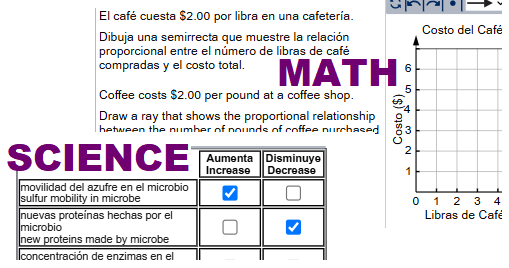 El café cuesta $2.00 por libra en una cafetería.
Dibuja una semirrecta que muestre la relación
proporcional entre el número de libras de café
compradas y el costo total.
MATH
Coffee costs $2.00 per pound at a coffee shop.
Draw a ray that shows the proportional relationship
between the number of pounds of coffee purchased
Costo del Café
Costo ($)
6
5
4
3
2
1
0 1 2 3 4
Libras de Café
SCIENCE
Aumenta Disminuye
Increase Decrease
movilidad del azufre en el microbio
sulfur mobility in microbe
nuevas proteínas hechas por el
microbio
new proteins made by microbe
concentración de enzimas en el